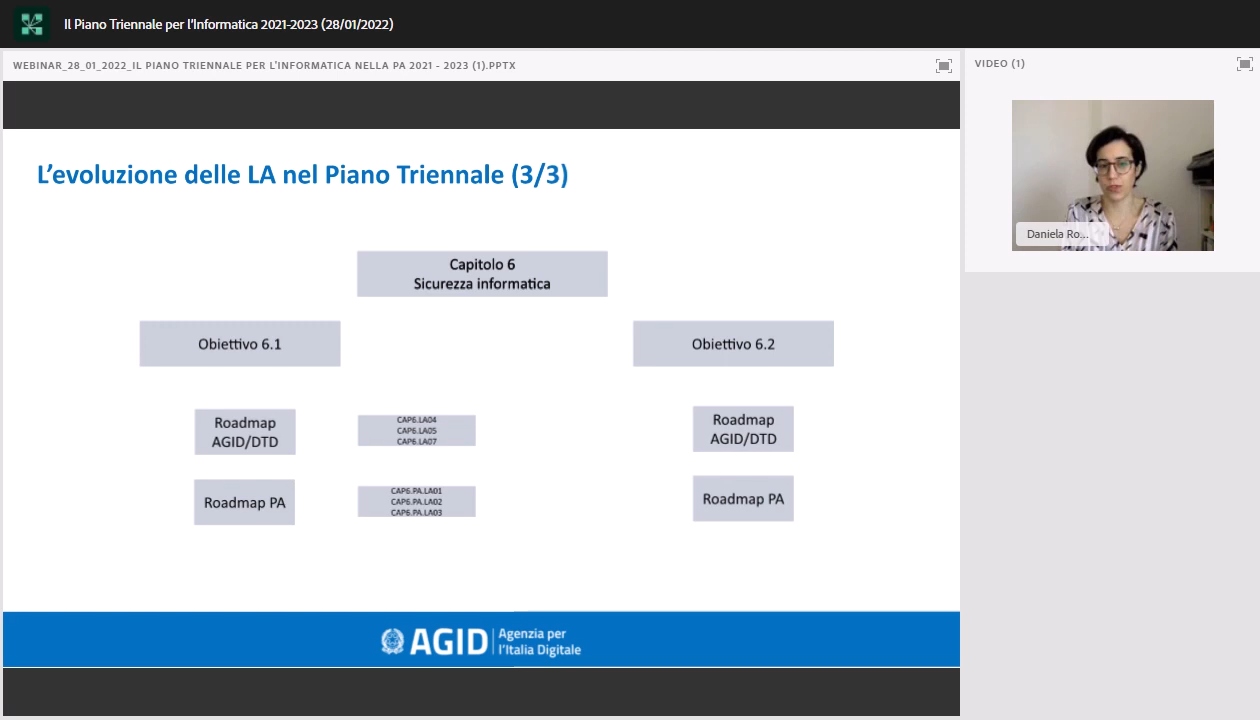 Il Piano Triennale per l'Informatica 2021-2023 (28/01/2022)
WEBINAR_28_01_2022_IL PIANO TRIENNALE PER L'INFORMATICA NELLA PA 2021 - 2023 (1).PPTX
VIDEO (1)
L'evoluzione delle LA nel Piano Triennale (3/3)
Capitolo 6
Sicurezza informatica
Obiettivo 6.1
Obiettivo 6.2
Roadmap
AGID/DTD
CAP6.LA04
CAP6.LA05
CAP6.LA07
Roadmap
AGID/DTD
Roadmap PA
CAP6.PA.LA01
CAP6.PA.LA02
CAP6.PA.LA03
Roadmap PA
Daniela Ro...
AGID
Agenzia per
l'Italia Digitale